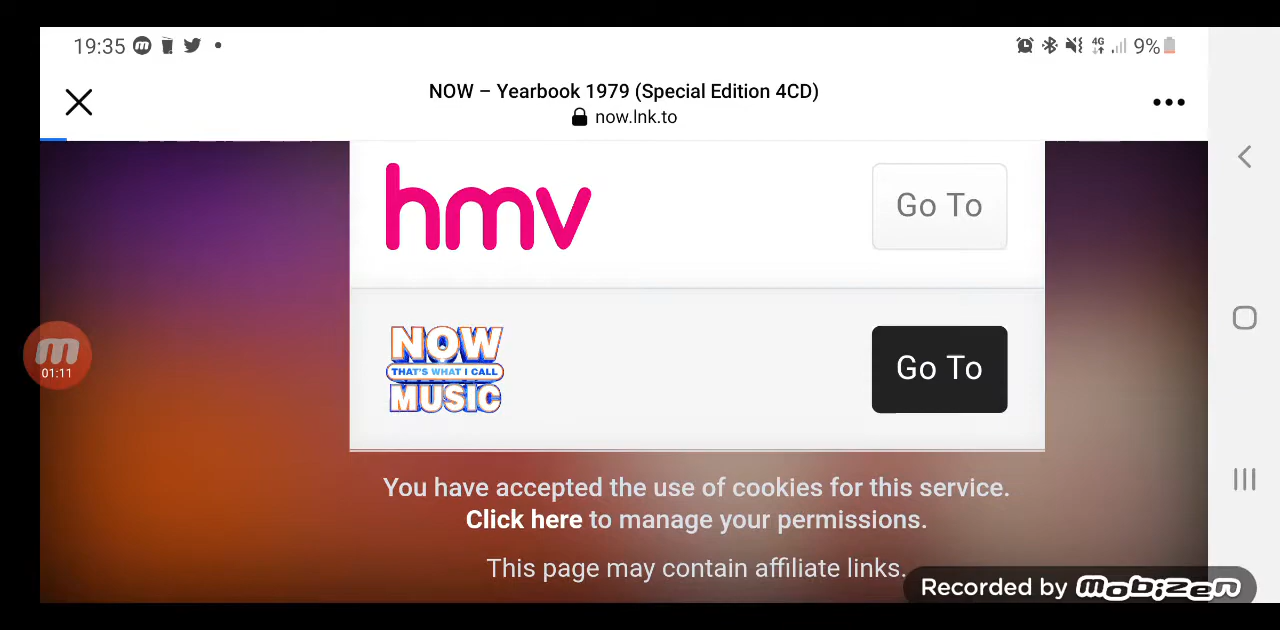 19:35
4G
9%
NOW – Yearbook 1979 (Special Edition 4CD)
now.lnk.to
hmv
Go To
NOW
THAT'S WHAT I CALL
MUSIC
Go To
01:11
You have accepted the use of cookies for this service.
Click here to manage your permissions.
This page may contain affiliate links.
Recorded by mobizen